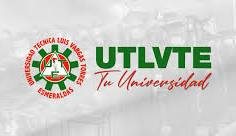 UNIVERSIDAD TECNICA LUIS VARGAS TORRES
ESMERALDAS
UTLVTE
Tu Universidad